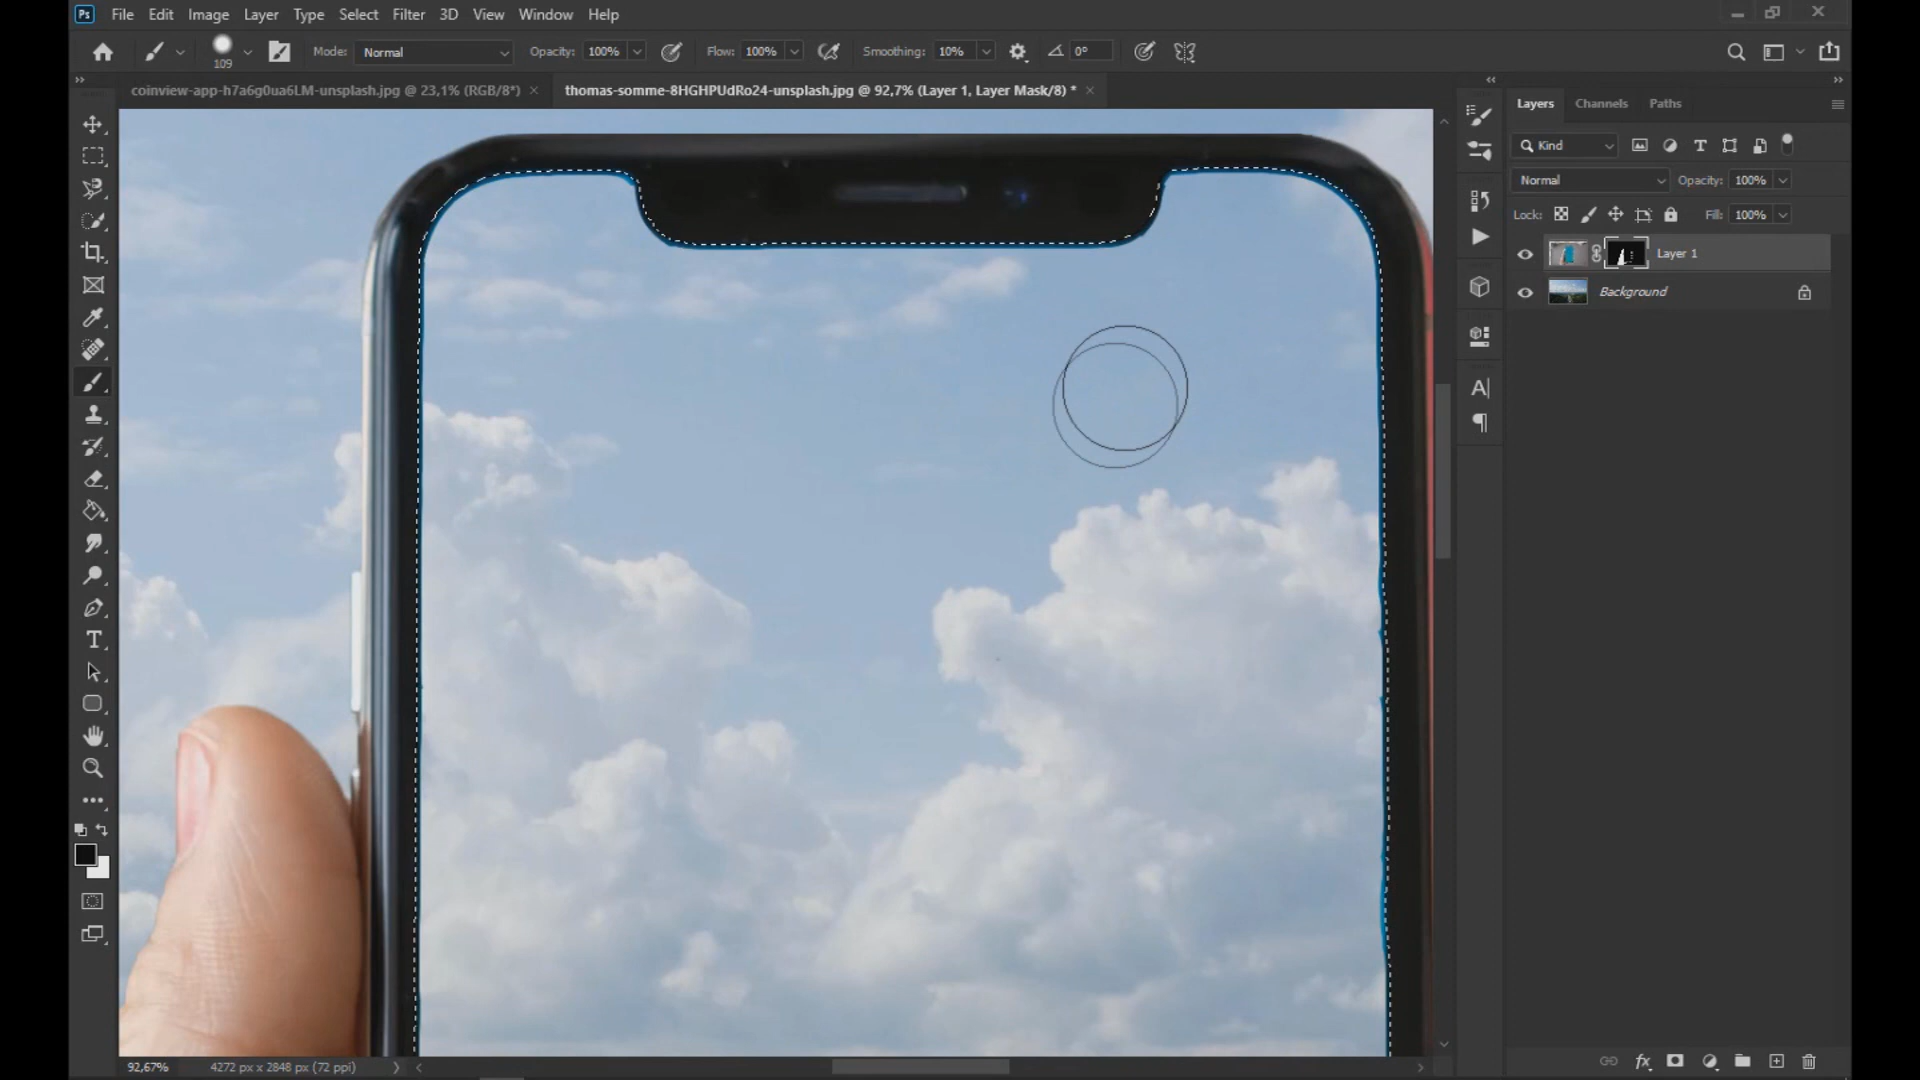 Ps File Edit Image Layer Type Select Filter 3D View Window Help
109 Mode: Normal Opacity: 100% Flow: 100% Smoothing: 10% 0°
coinview-app-h7a6g0ua6LM-unsplash.jpg @ 23,1% (RGB/8*) × thomas-somme-8HGHPUdRo24-unsplash.jpg @ 92,7% (Layer 1, Layer Mask/8) * ×
Layers Channels Paths
Kind
Normal Opacity: 100%
Lock: Fill: 100%
Layer 1
Background
92,67% 4272 px x 2848 px (72 ppi)